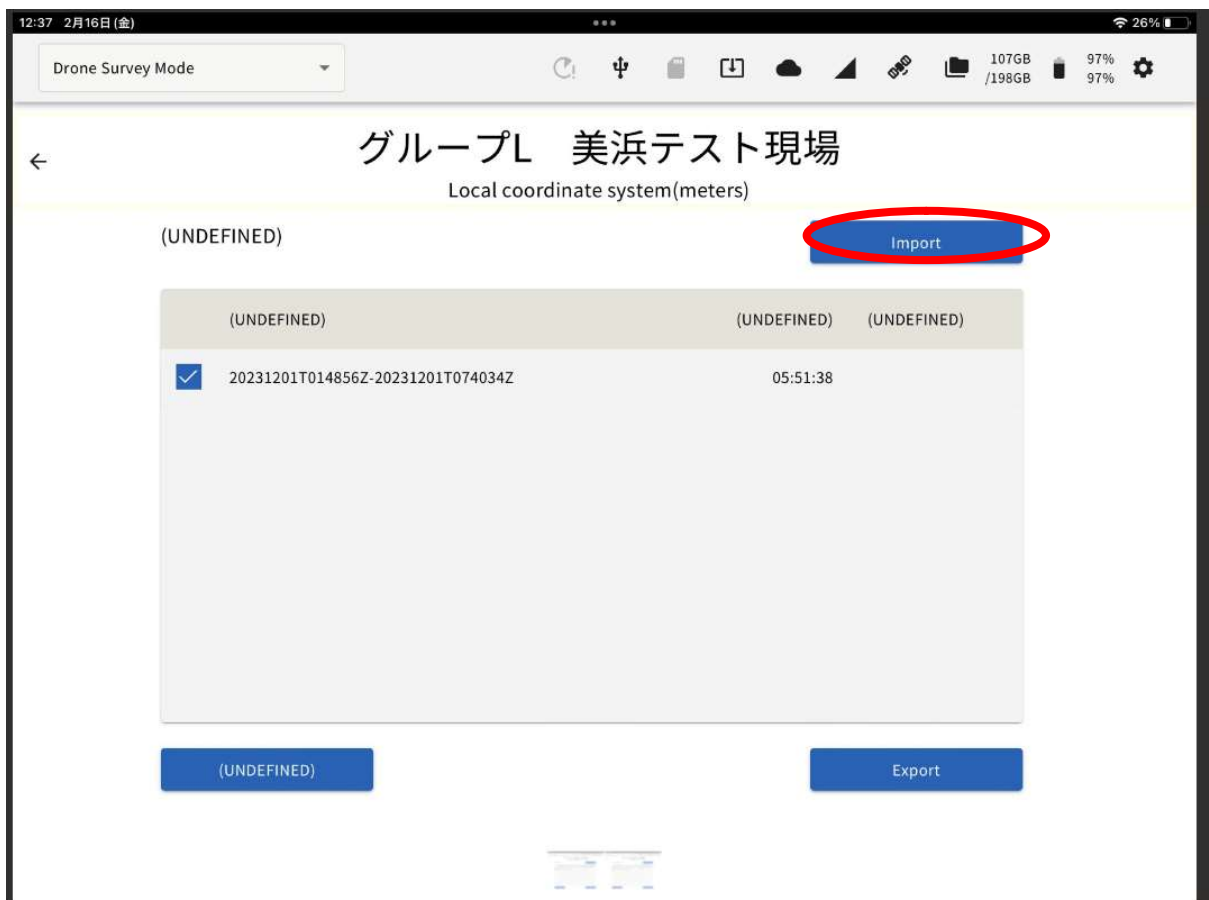 12:37 2月16日(金)
26%
Drone Survey Mode
107GB
/198GB
97%
97%
グループL　美浜テスト現場
Local coordinate system(meters)
(UNDEFINED)
Import
(UNDEFINED) (UNDEFINED) (UNDEFINED)
20231201T014856Z-20231201T074034Z 05:51:38
(UNDEFINED)
Export